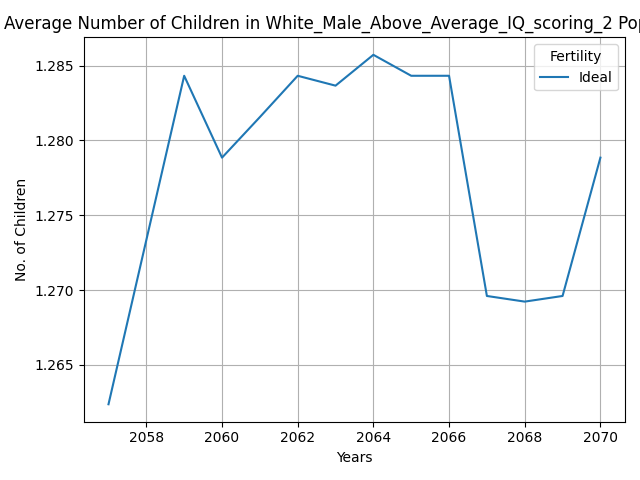 Average Number of Children in White_Male_Above_Average_IQ_scoring_2
Fertility
Ideal
1.285
1.280
1.275
1.270
1.265
No. of Children
2058 2060 2062 2064 2066 2068 2070
Years